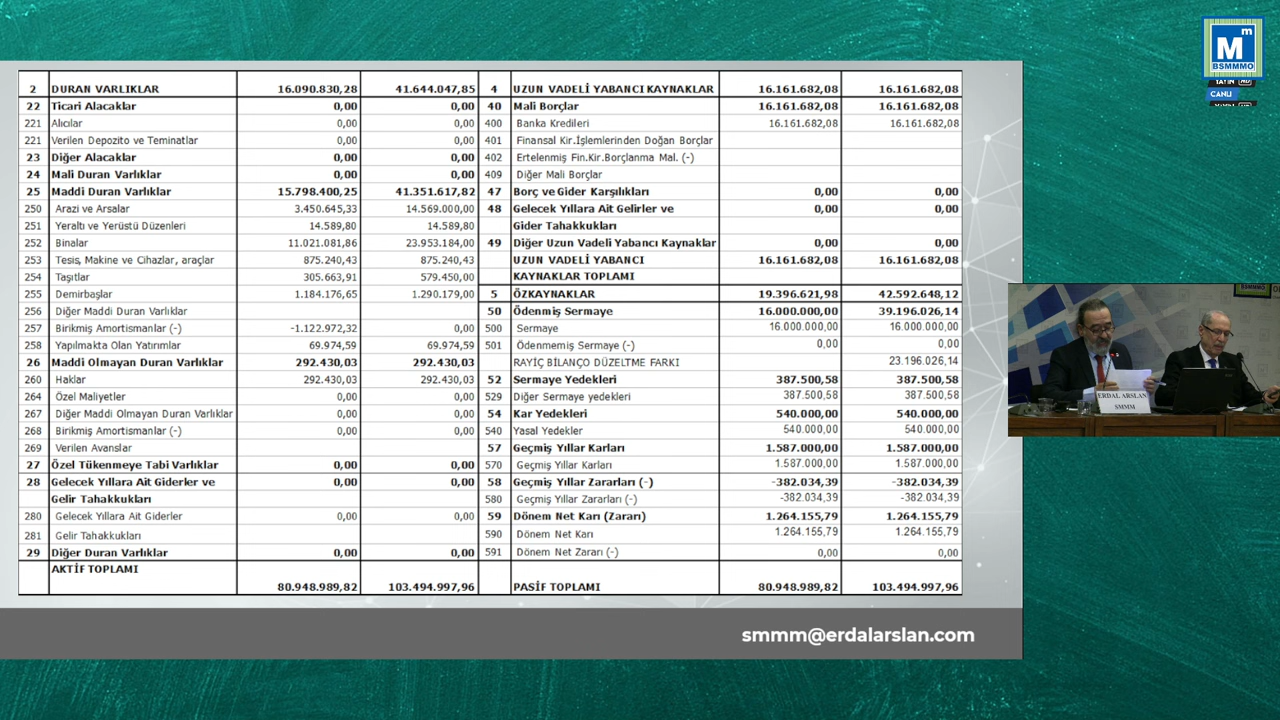 2 DURAN VARLIKLAR 16.090.830,28 41.644.047,85 4 UZUN VADELİ YABANCI KAYNAKLAR 16.161.682,08 16.161.682,08
22 Ticari Alacaklar 0,00 0,00 40 Mali Borçlar 16.161.682,08 16.161.682,08
221 Alıcılar 0,00 0,00 400 Banka Kredileri 16.161.682,08 16.161.682,08
221 Verilen Depozito ve Teminatlar 0,00 0,00 401 Finansal Kir.İşlemlerinden Doğan Borçlar
23 Diğer Alacaklar 0,00 0,00 402 Ertelenmiş Fin.Kir.Borçlanma Mal. (-)
24 Mali Duran Varlıklar 0,00 0,00 409 Diğer Mali Borçlar
25 Maddi Duran Varlıklar 15.798.400,25 41.351.617,82 47 Borç ve Gider Karşılıkları 0,00 0,00
250 Arazi ve Arsalar 3.450.645,33 14.569.000,00 48 Gelecek Yıllara Ait Gelirler ve 0,00 0,00
251 Yeraltı ve Yerüstü Düzenleri 14.589,80 14.589,80 Gider Tahakkukları
252 Binalar 11.021.081,86 23.953.184,00 49 Diğer Uzun Vadeli Yabancı Kaynaklar 0,00 0,00
253 Tesis, Makine ve Cihazlar, araçlar 875.240,43 875.240,43 UZUN VADELİ YABANCI 16.161.682,08 16.161.682,08
254 Taşıtlar 305.663,91 579.450,00 KAYNAKLAR TOPLAMI
255 Demirbaşlar 1.184.176,65 1.290.179,00 5 ÖZKAYNAKLAR 19.396.621,98 42.592.648,12
256 Diğer Maddi Duran Varlıklar 50 Ödenmiş Sermaye 16.000.000,00 39.196.026,14
257 Birikmiş Amortismanlar (-) -1.122.972,32 0,00 500 Sermaye 16.000.000,00 16.000.000,00
258 Yapılmakta Olan Yatırımlar 69.974,59 69.974,59 501 Ödenmemiş Sermaye (-) 0,00 0,00
26 Maddi Olmayan Duran Varlıklar 292.430,03 292.430,03 RAYİÇ BİLANÇO DÜZELTME FARKI 23.196.026,14
260 Haklar 292.430,03 292.430,03 52 Sermaye Yedekleri 387.500,58 387.500,58
264 Özel Maliyetler 0,00 0,00 529 Diğer Sermaye yedekleri 387.500,58 387.500,58
267 Diğer Maddi Olmayan Duran Varlıklar 0,00 0,00 54 Kar Yedekleri 540.000,00 540.000,00
268 Birikmiş Amortismanlar (-) 0,00 0,00 540 Yasal Yedekler 540.000,00 540.000,00
269 Verilen Avanslar 57 Geçmiş Yıllar Karları 1.587.000,00 1.587.000,00
27 Özel Tükenmeye Tabi Varlıklar 0,00 0,00 570 Geçmiş Yıllar Karları 1.587.000,00 1.587.000,00
28 Gelecek Yıllara Ait Giderler ve 0,00 0,00 58 Geçmiş Yıllar Zararları (-) -382.034,39 -382.034,39
Gelir Tahakkukları 580 Geçmiş Yıllar Zararları (-) -382.034,39 -382.034,39
280 Gelecek Yıllara Ait Giderler 0,00 0,00 59 Dönem Net Karı (Zararı) 1.264.155,79 1.264.155,79
281 Gelir Tahakkukları 590 Dönem Net Karı 1.264.155,79 1.264.155,79
29 Diğer Duran Varlıklar 0,00 0,00 591 Dönem Net Zararı (-) 0,00 0,00
AKTİF TOPLAMI
80.948.989,82 103.494.997,96 PASİF TOPLAMI 80.948.989,82 103.494.997,96
smmm@erdalarslan.com
M m
BSMMMO
YAYIN HD
CANLI
BSMMMO
ERDAL ARSLAN
SMMM